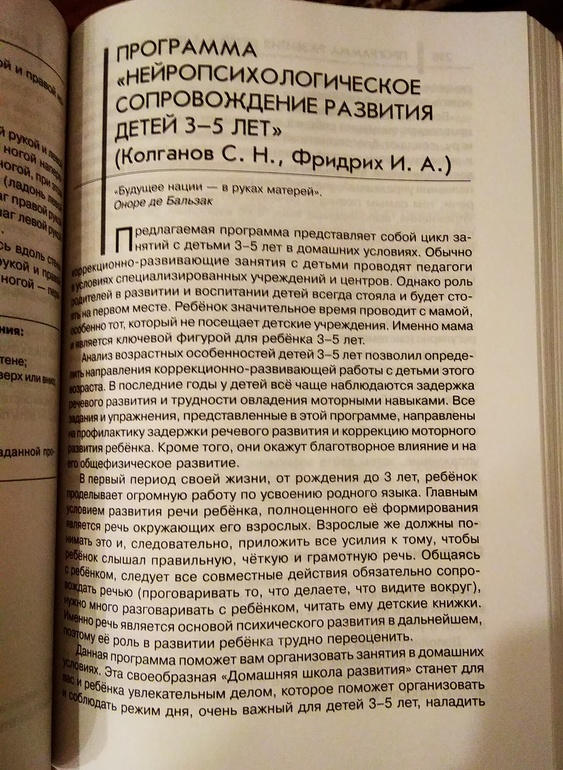 ПРОГРАММА
«НЕЙРОПСИХОЛОГИЧЕСКОЕ
СОПРОВОЖДЕНИЕ РАЗВИТИЯ
ДЕТЕЙ 3–5 ЛЕТ»
(Колганов С. Н., Фридрих И. А.)
«Будущее нации — в руках матерей».
Оноре де Бальзак
Предлагаемая программа представляет собой цикл за-
нятий с детьми 3–5 лет в домашних условиях. Обычно
коррекционно-развивающие занятия с детьми проводят педагоги
в условиях специализированных учреждений и центров. Однако роль
родителей в развитии и воспитании детей всегда стояла и будет сто-
ять на первом месте. Ребёнок значительное время проводит с мамой,
особенно тот, который не посещает детские учреждения. Именно мама
и является ключевой фигурой для ребёнка 3–5 лет.
Анализ возрастных особенностей детей 3–5 лет позволил опреде-
лить направления коррекционно-развивающей работы с детьми этого
возраста. В последние годы у детей всё чаще наблюдаются задержка
речевого развития и трудности овладения моторными навыками. Все
задания и упражнения, представленные в этой программе, направлены
на профилактику задержки речевого развития и коррекцию моторного
развития ребёнка. Кроме того, они окажут благотворное влияние и на
его общефизическое развитие.
В первый период своей жизни, от рождения до 3 лет, ребёнок
проделывает огромную работу по усвоению родного языка. Главным
условием развития речи ребёнка, полноценного её формирования
является речь окружающих его взрослых. Взрослые же должны по-
нимать это и, следовательно, приложить все усилия к тому, чтобы
ребёнок слышал правильную, чёткую и грамотную речь. Общаясь
с ребёнком, следует все совместные действия обязательно сопро-
вождать речью (проговаривать то, что делаете, что видите вокруг),
нужно много разговаривать с ребёнком, читать ему детские книжки.
Именно речь является основой психического развития в дальнейшем,
поэтому её роль в развитии ребёнка трудно переоценить.
Данная программа поможет вам организовать занятия в домашних
условиях. Эта своеобразная «Домашняя школа развития» станет для
вас и ребёнка увлекательным делом, которое поможет организовать
и соблюдать режим дня, очень важный для детей 3–5 лет, наладить